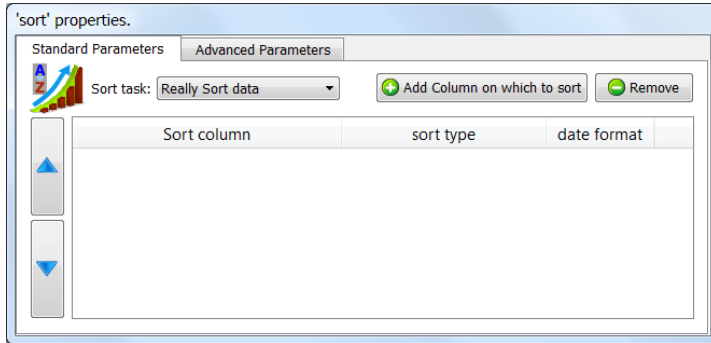 'sort' properties.
Standard Parameters Advanced Parameters
A
Z
Sort task: Really Sort data Add Column on which to sort Remove
Sort column sort type date format